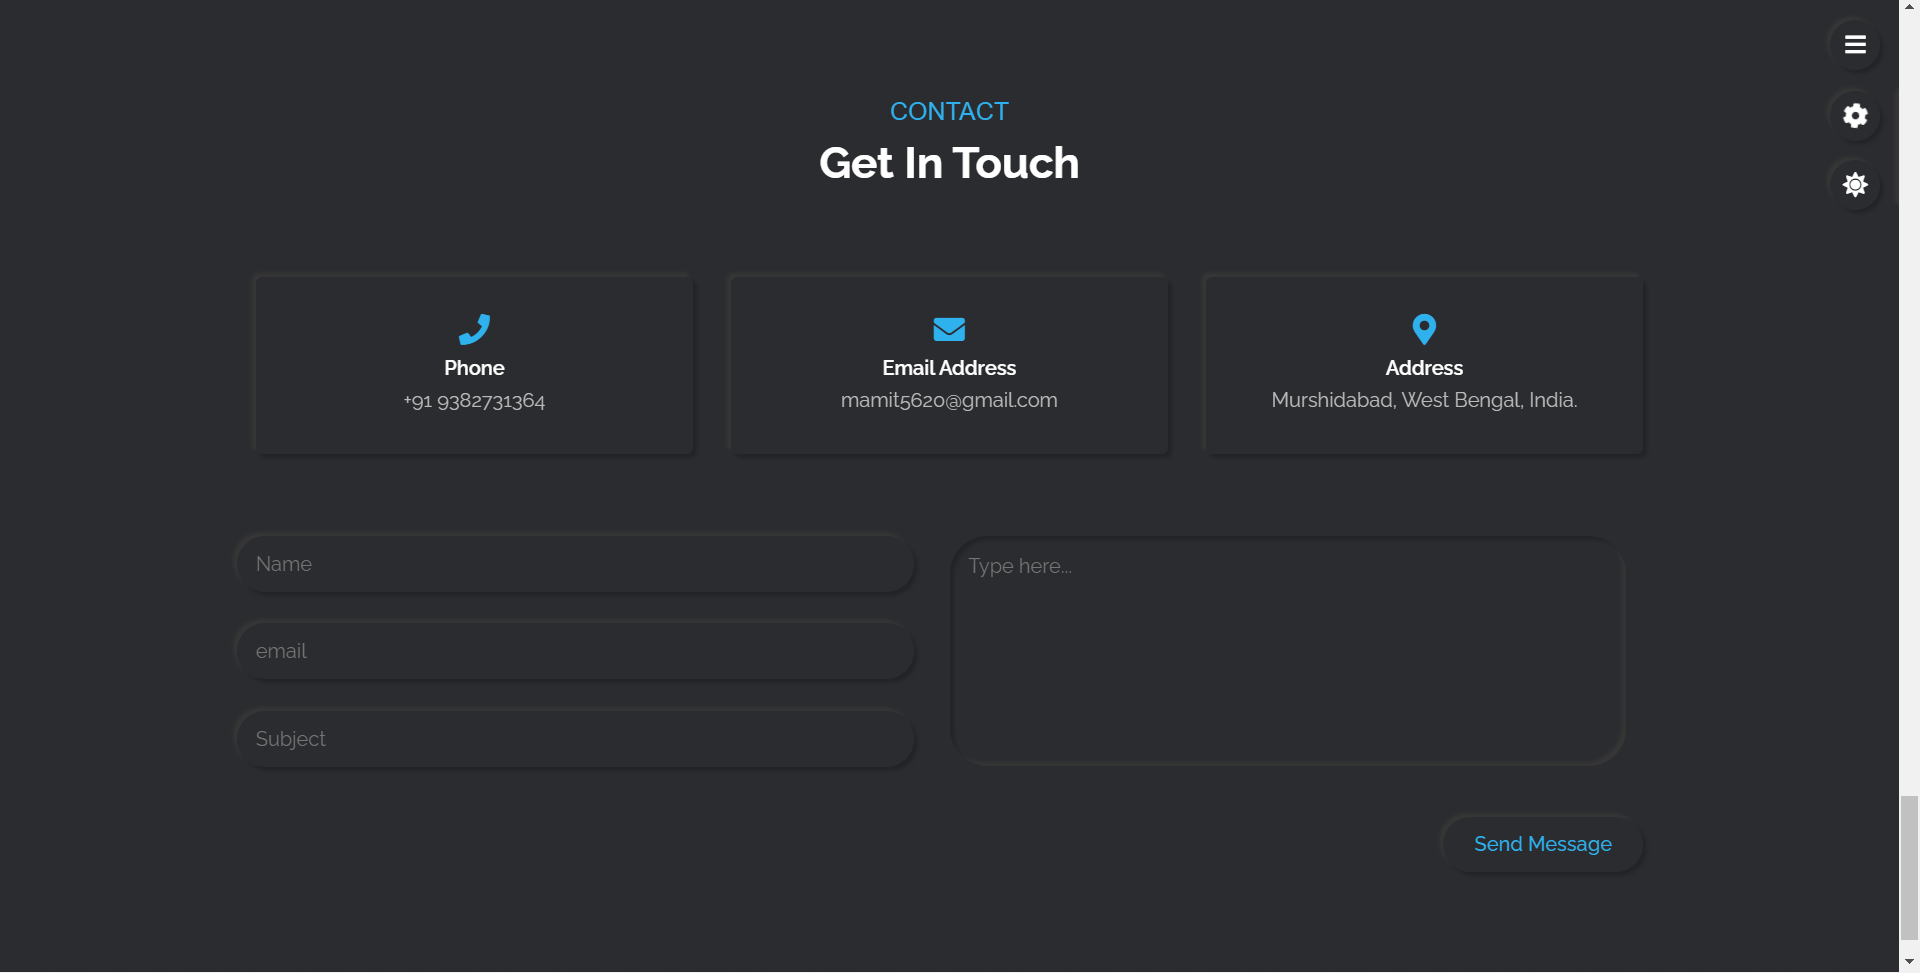 CONTACT
Get In Touch
Phone
+91 9382731364
Email Address
mamit5620@gmail.com
Address
Murshidabad, West Bengal, India.
Name
email
Subject
Type here...
Send Message